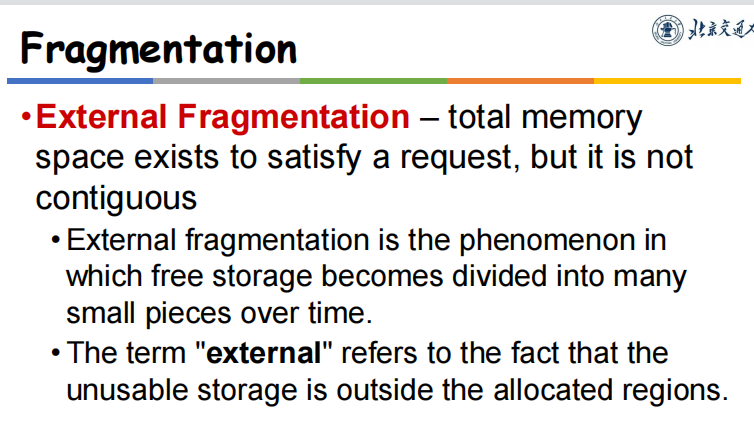 Fragmentation
北京交通大
•External Fragmentation – total memory
space exists to satisfy a request, but it is not
contiguous
•External fragmentation is the phenomenon in
which free storage becomes divided into many
small pieces over time.
•The term "external" refers to the fact that the
unusable storage is outside the allocated regions.